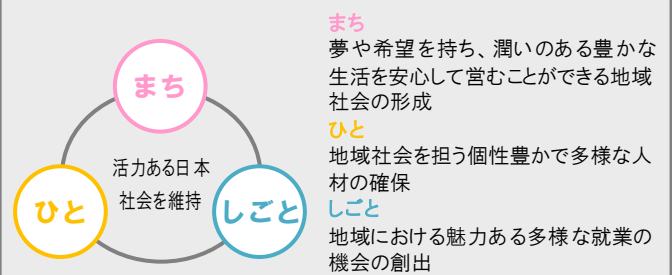 まち
ひと
しごと
活力ある日本
社会を維持
まち
夢や希望を持ち、潤いのある豊かな
生活を安心して営むことができる地域
社会の形成
ひと
地域社会を担う個性豊かで多様な人
材の確保
しごと
地域における魅力ある多様な就業の
機会の創出